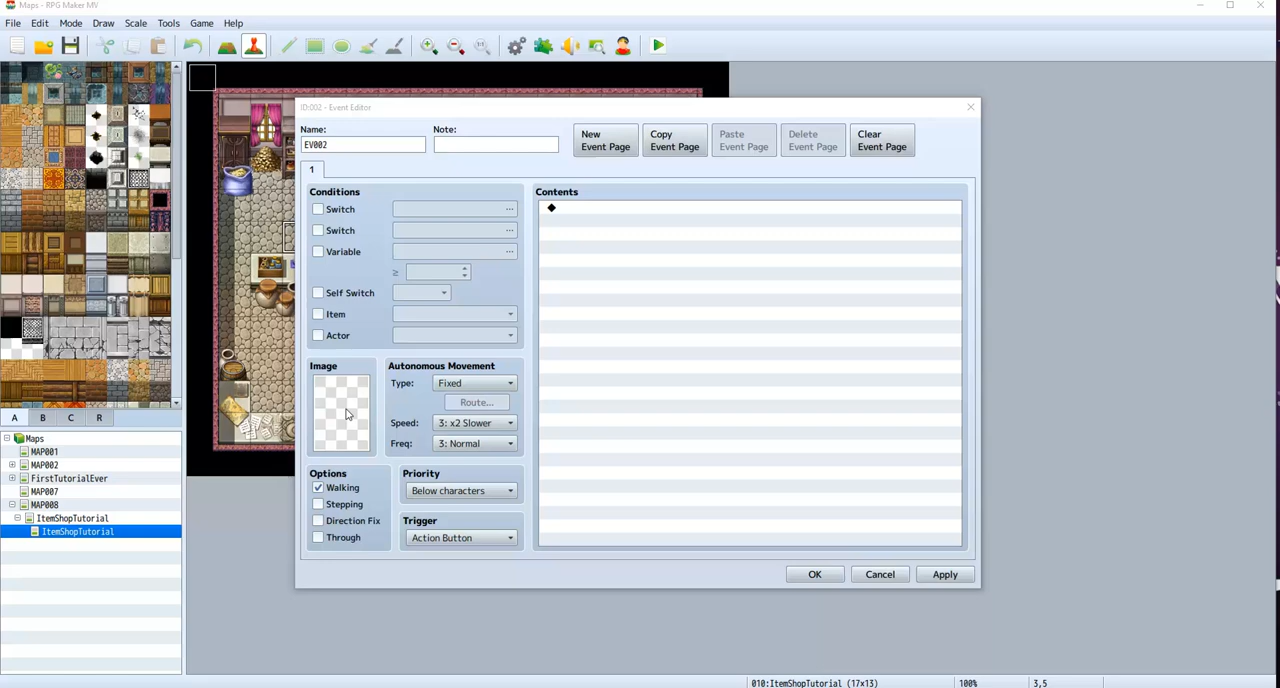 Maps - RPG Maker MV
File Edit Mode Draw Scale Tools Game Help
ID:002 - Event Editor
Name: Note:
EV002
New Event Page
Copy Event Page
Paste Event Page
Delete Event Page
Clear Event Page
1
Conditions
Switch ...
Switch ...
Variable ...
≥
Self Switch
Item
Actor
Image
Autonomous Movement
Type: Fixed
Route...
Speed: 3: x2 Slower
Freq: 3: Normal
Options
Walking
Stepping
Direction Fix
Through
Priority
Below characters
Trigger
Action Button
Contents
◆
OK Cancel Apply
A B C R
Maps
MAP001
MAP002
FirstTutorialEver
MAP007
MAP008
ItemShopTutorial
ItemShopTutorial
010:ItemShopTutorial (17x13) 100% 3,5